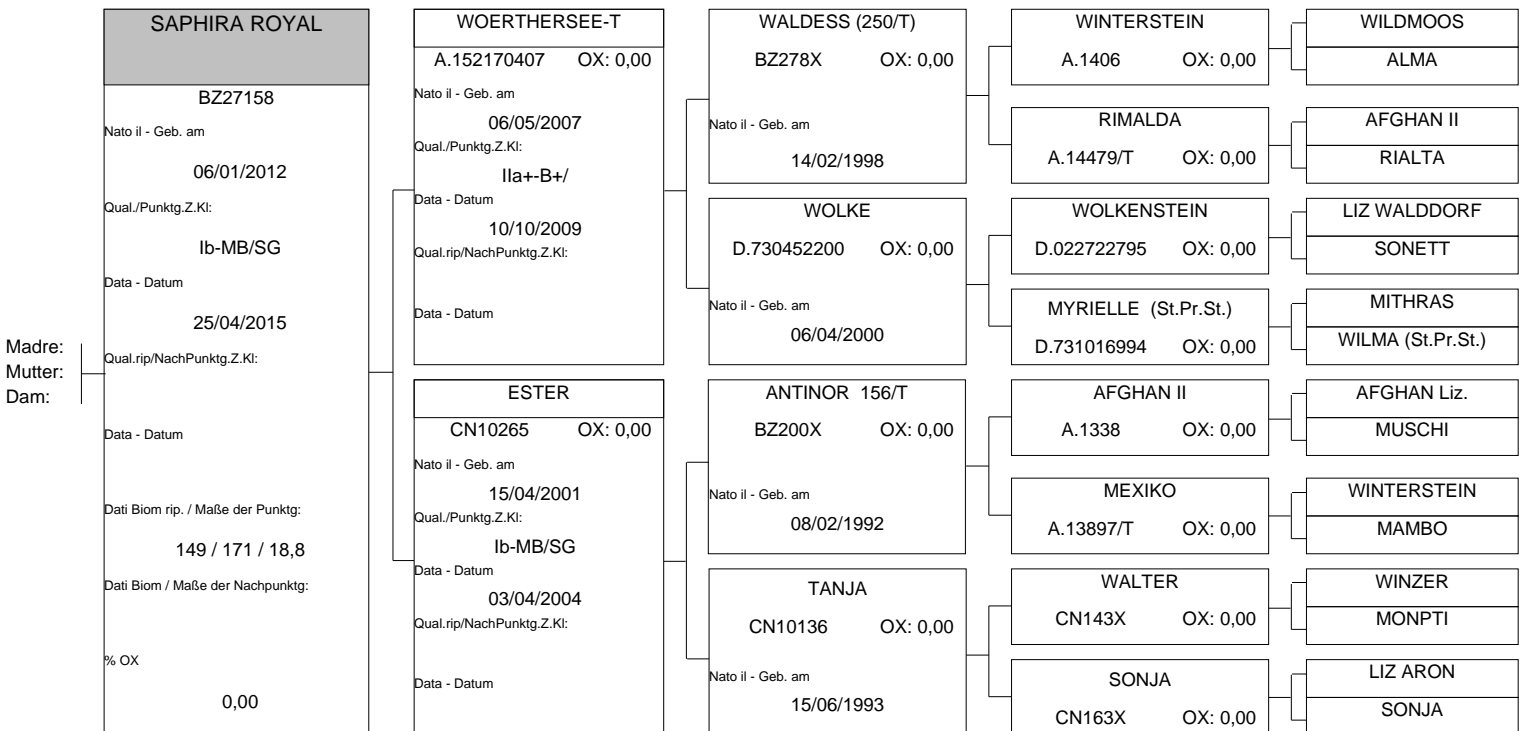 Madre:
Mutter:
Dam:
SAPHIRA ROYAL
BZ27158
Nato il - Geb. am
06/01/2012
Qual./Punktg.Z.Kl:
Ib-MB/SG
Data - Datum
25/04/2015
Qual.rip/NachPunktg.Z.Kl:
Data - Datum
Dati Biom rip. / Maße der Punktg:
149 / 171 / 18,8
Dati Biom / Maße der Nachpunktg:
% OX
0,00
WOERTHERSEE-T
A.152170407 OX: 0,00
Nato il - Geb. am
06/05/2007
Qual./Punktg.Z.Kl:
IIa+-B+/
Data - Datum
10/10/2009
Qual.rip/NachPunktg.Z.Kl:
Data - Datum
ESTER
CN10265 OX: 0,00
Nato il - Geb. am
15/04/2001
Qual./Punktg.Z.Kl:
Ib-MB/SG
Data - Datum
03/04/2004
Qual.rip/NachPunktg.Z.Kl:
Data - Datum
WALDESS (250/T)
BZ278X OX: 0,00
Nato il - Geb. am
14/02/1998
WOLKE
D.730452200 OX: 0,00
Nato il - Geb. am
06/04/2000
ANTINOR 156/T
BZ200X OX: 0,00
Nato il - Geb. am
08/02/1992
TANJA
CN10136 OX: 0,00
Nato il - Geb. am
15/06/1993
WINTERSTEIN
A.1406 OX: 0,00
RIMALDA
A.14479/T OX: 0,00
WOLKENSTEIN
D.022722795 OX: 0,00
MYRIELLE (St.Pr.St.)
D.731016994 OX: 0,00
AFGHAN II
A.1338 OX: 0,00
MEXIKO
A.13897/T OX: 0,00
WALTER
CN143X OX: 0,00
SONJA
CN163X OX: 0,00
WILDMOOS
ALMA
AFGHAN II
RIALTA
LIZ WALDDORF
SONETT
MITHRAS
WILMA (St.Pr.St.)
AFGHAN Liz.
MUSCHI
WINTERSTEIN
MAMBO
WINZER
MONPTI
LIZ ARON
SONJA